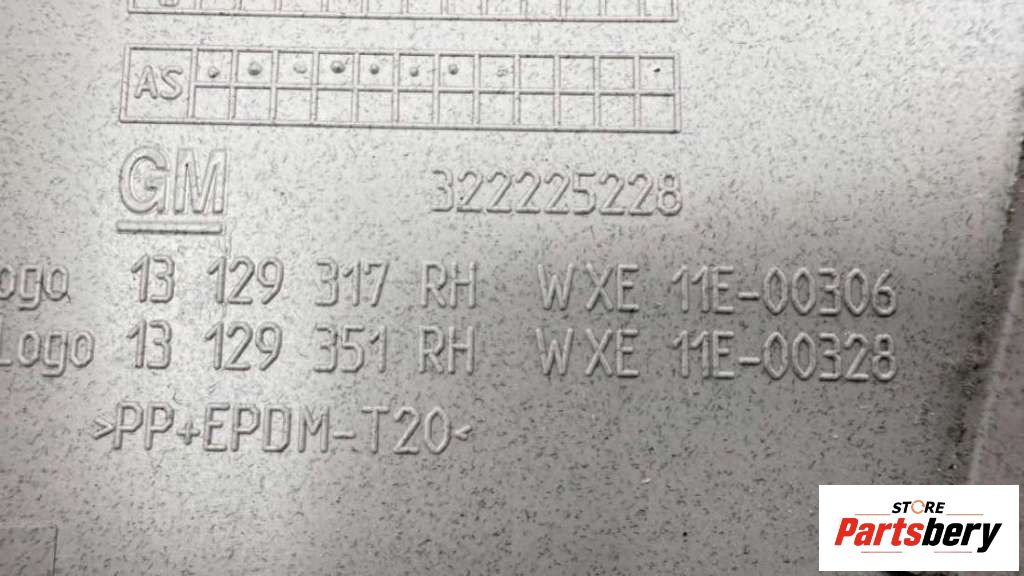 AS
GM 322225228
ogo 13 129 317 RH WXE 11E-00306
Logo 13 129 351 RH WXE 11E-00328
>PP+EPDM-T20<
STORE
Partsbery